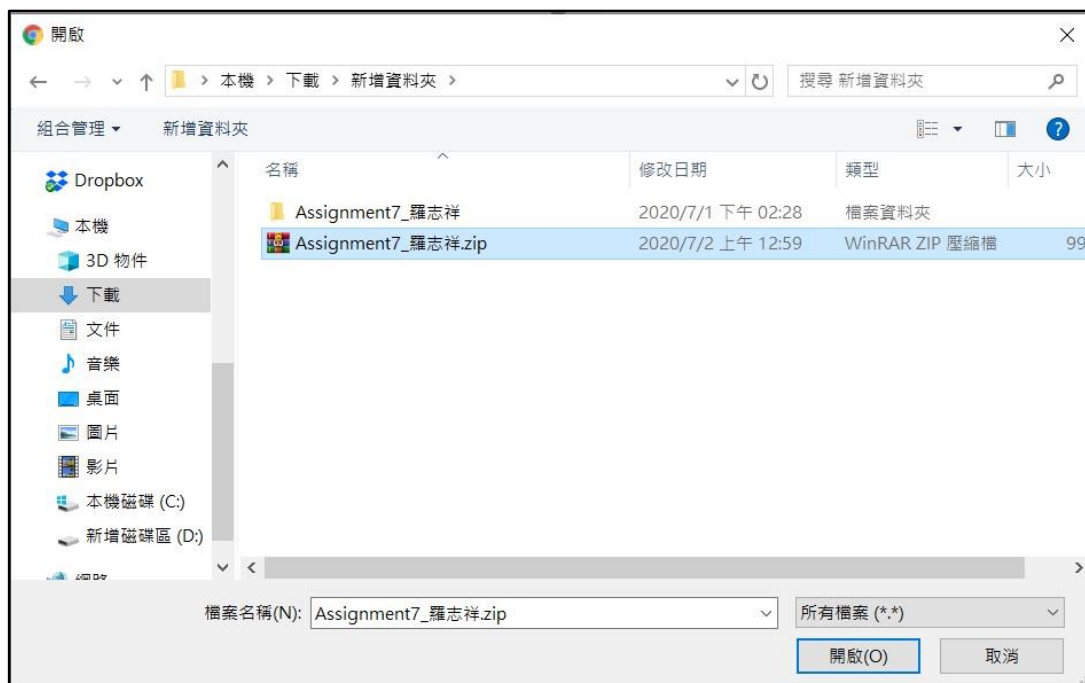 開啟
本機 > 下載 > 新增資料夾 >
搜尋 新增資料夾
組合管理 新增資料夾
名稱 修改日期 類型 大小
Dropbox
本機
3D 物件
下載
文件
音樂
桌面
圖片
影片
本機磁碟 (C:)
新增磁碟區 (D:)
網路
Assignment7_羅志祥 2020/7/1 下午 02:28 檔案資料夾
Assignment7_羅志祥.zip 2020/7/2 上午 12:59 WinRAR ZIP 壓縮檔 99
檔案名稱(N): Assignment7_羅志祥.zip 所有檔案 (*.*)
開啟(O) 取消